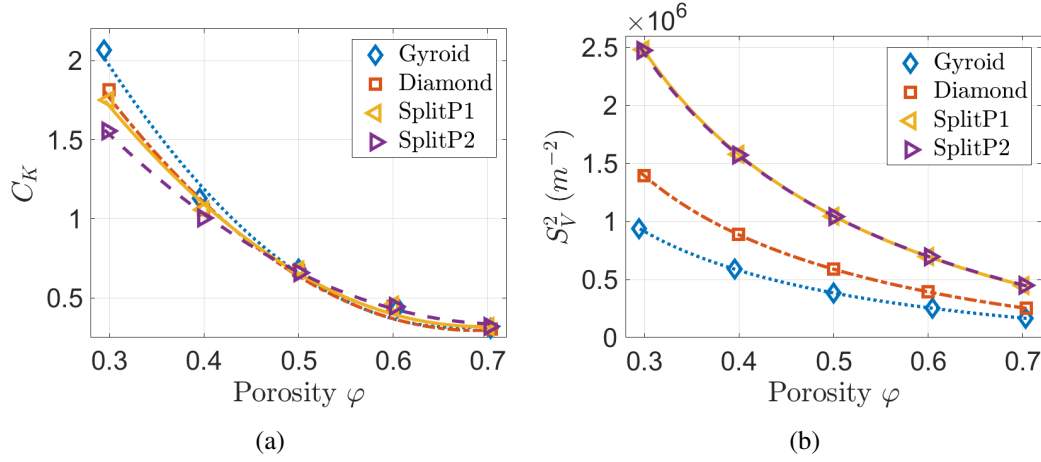 2
1.5
1
0.5
C_K
0.3 0.4 0.5 0.6 0.7
Porosity φ
Gyroid
Diamond
SplitP1
SplitP2
(a)
×10^6
2.5
2
1.5
1
0.5
0
S_V^2 (m^{-2})
0.3 0.4 0.5 0.6 0.7
Porosity φ
Gyroid
Diamond
SplitP1
SplitP2
(b)